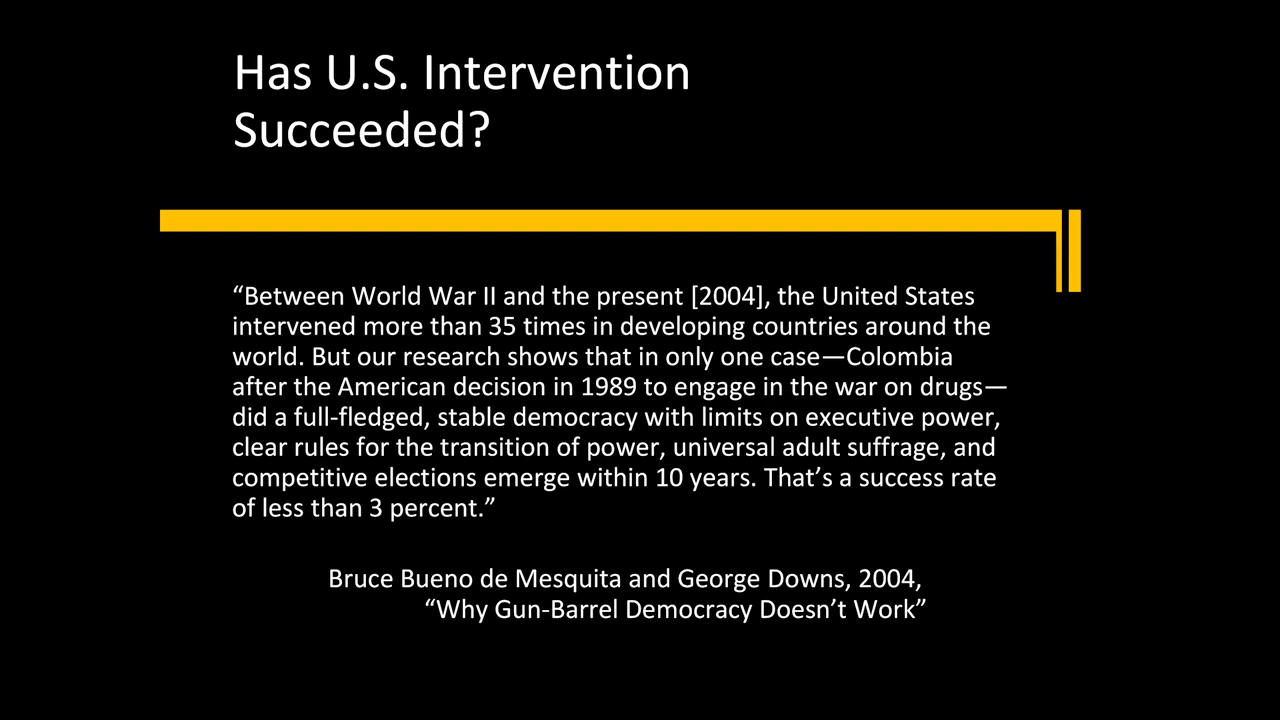 Has U.S. Intervention
Succeeded?
“Between World War II and the present [2004], the United States
intervened more than 35 times in developing countries around the
world. But our research shows that in only one case—Colombia
after the American decision in 1989 to engage in the war on drugs—
did a full-fledged, stable democracy with limits on executive power,
clear rules for the transition of power, universal adult suffrage, and
competitive elections emerge within 10 years. That’s a success rate
of less than 3 percent.”
Bruce Bueno de Mesquita and George Downs, 2004,
“Why Gun-Barrel Democracy Doesn’t Work”